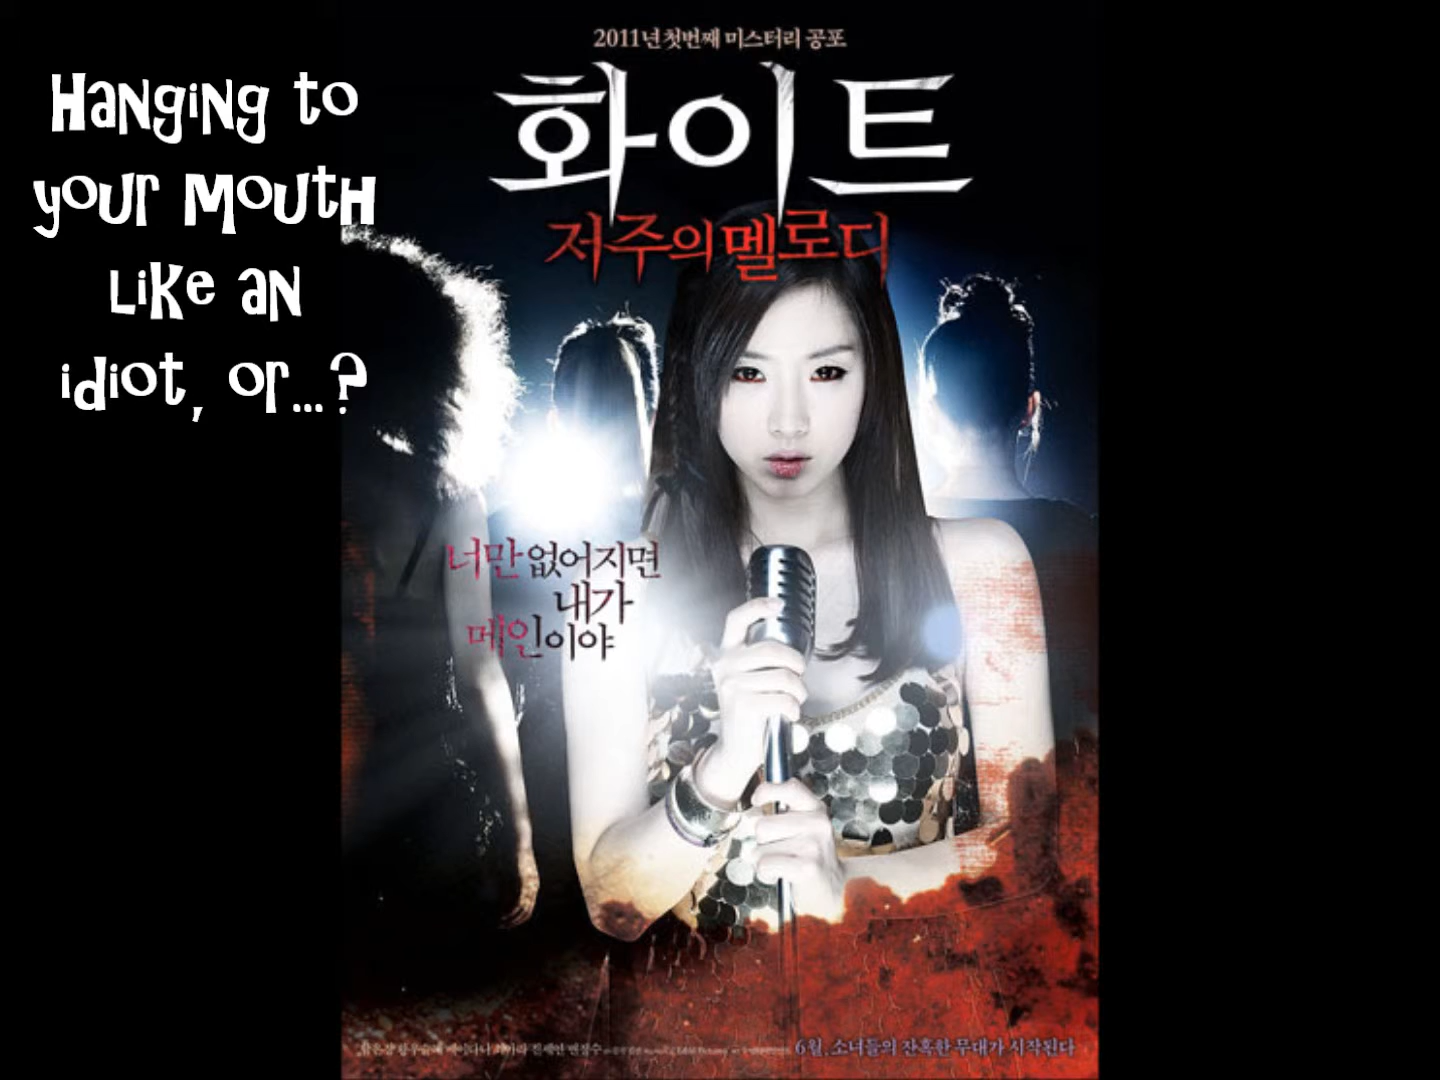 Hanging to
your mouth
like an
idiot, or...?
2011년 첫번째 미스터리 공포
화이트
저주의 멜로디
너만 없어지면
내가
메인이야
6월, 소녀들의 잔혹한 무대가 시작된다